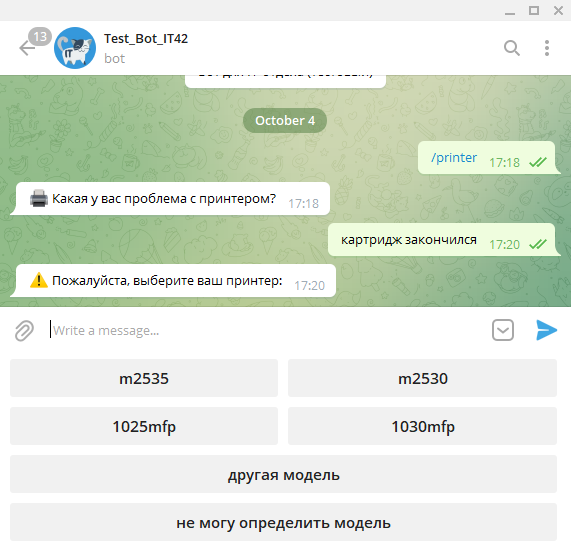 13
Test_Bot_IT42
bot
October 4
/printer 17:18
🖨 Какая у вас проблема с принтером? 17:18
картридж закончился 17:20
⚠ Пожалуйста, выберите ваш принтер: 17:20
Write a message...
m2535
m2530
1025mfp
1030mfp
другая модель
не могу определить модель